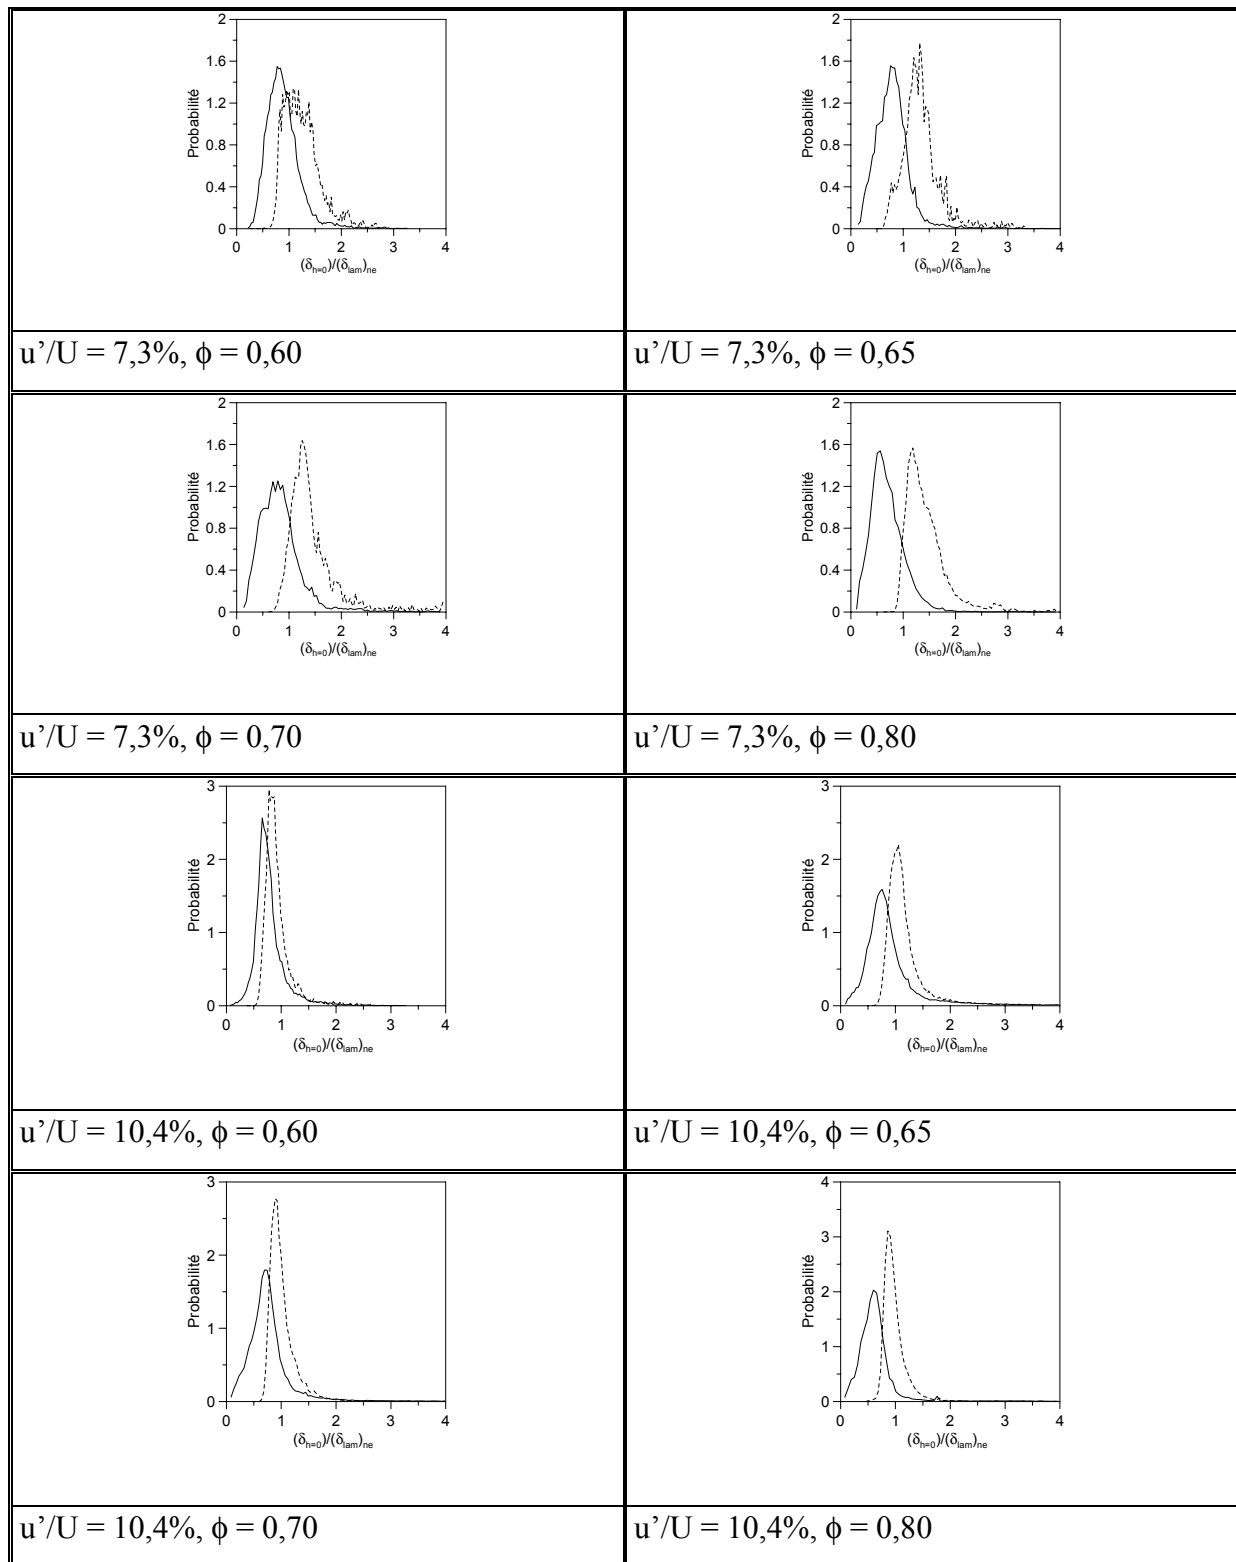 2
1.6
1.2
0.8
0.4
0
Probabilité
0 1 2 3 4
(δh=0)/(δlam)ne
u’/U = 7,3%, ϕ = 0,60
2
1.6
1.2
0.8
0.4
0
Probabilité
0 1 2 3 4
(δh=0)/(δlam)ne
u’/U = 7,3%, ϕ = 0,65
2
1.6
1.2
0.8
0.4
0
Probabilité
0 1 2 3 4
(δh=0)/(δlam)ne
u’/U = 7,3%, ϕ = 0,70
2
1.6
1.2
0.8
0.4
0
Probabilité
0 1 2 3 4
(δh=0)/(δlam)ne
u’/U = 7,3%, ϕ = 0,80
3
2
1
0
Probabilité
0 1 2 3 4
(δh=0)/(δlam)ne
u’/U = 10,4%, ϕ = 0,60
3
2
1
0
Probabilité
0 1 2 3 4
(δh=0)/(δlam)ne
u’/U = 10,4%, ϕ = 0,65
3
2
1
0
Probabilité
0 1 2 3 4
(δh=0)/(δlam)ne
u’/U = 10,4%, ϕ = 0,70
4
3
2
1
0
Probabilité
0 1 2 3 4
(δh=0)/(δlam)ne
u’/U = 10,4%, ϕ = 0,80